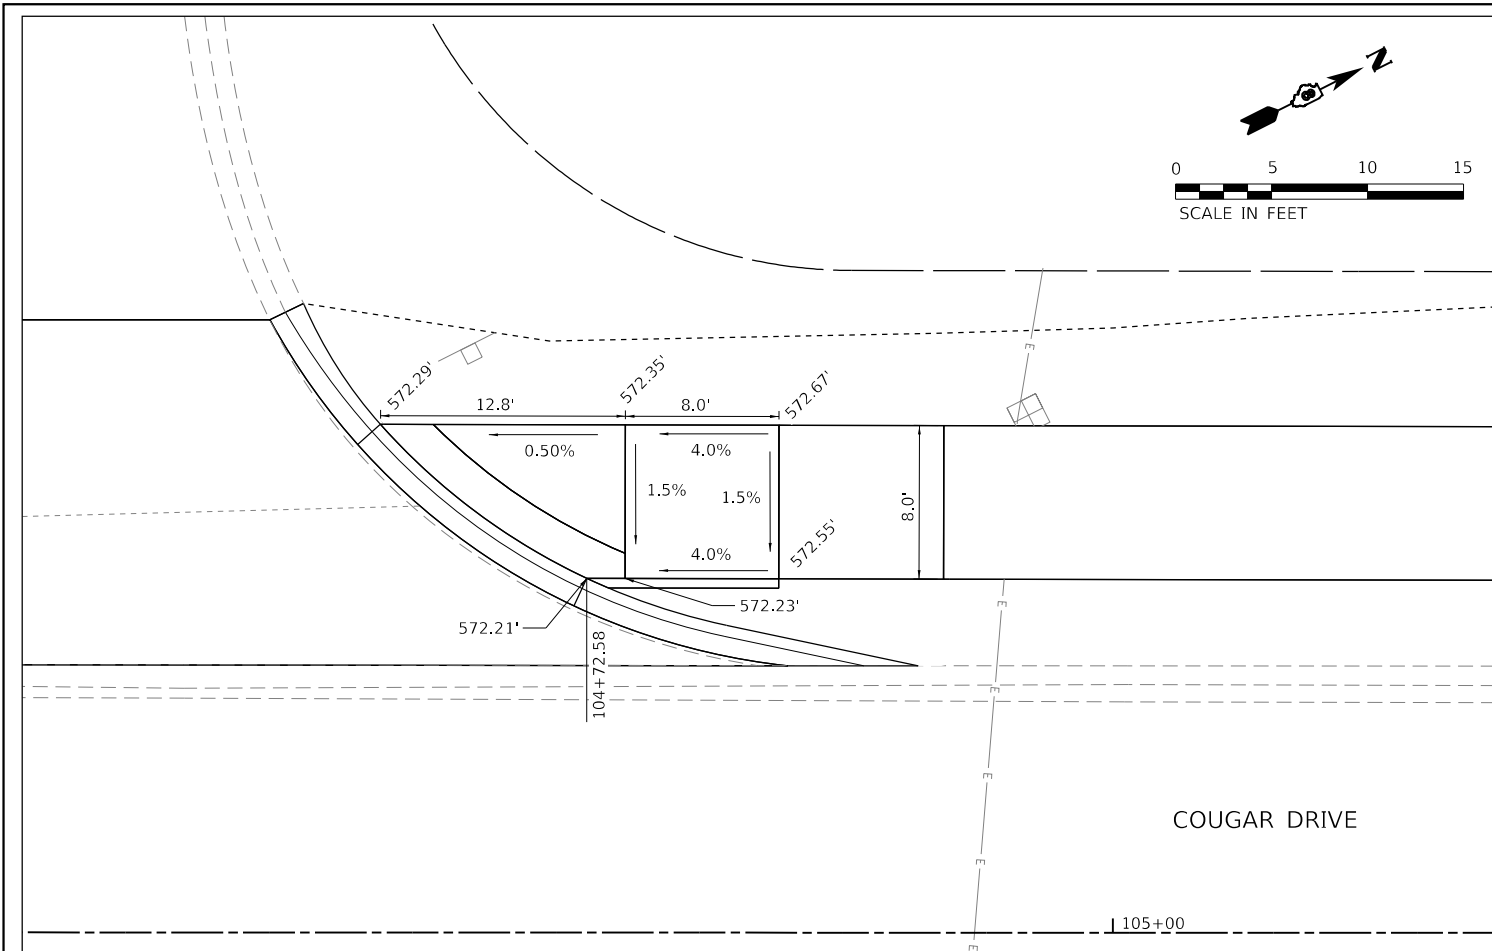 N
0 5 10 15
SCALE IN FEET
E
572.29'
572.35'
572.67'
12.8'
8.0'
0.50%
4.0%
1.5%
1.5%
8.0'
4.0%
572.55'
572.23'
572.21'
104+72.58
E
E
E
COUGAR DRIVE
E
105+00
E